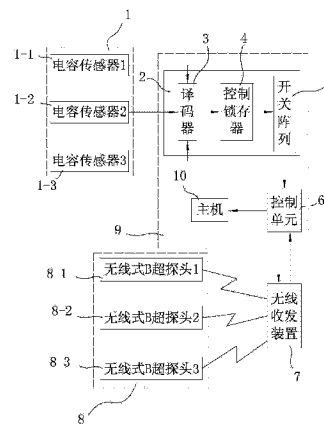 1
1-1
电容传感器1
1-2
电容传感器2
电容传感器3
1-3
2
3
译码器
4
控制锁存器
开关阵列
10
主机
控制单元
6
9
8 1
无线式B超探头1
8-2
无线式B超探头2
8 3
无线式B超探头3
8
无线收发装置
7